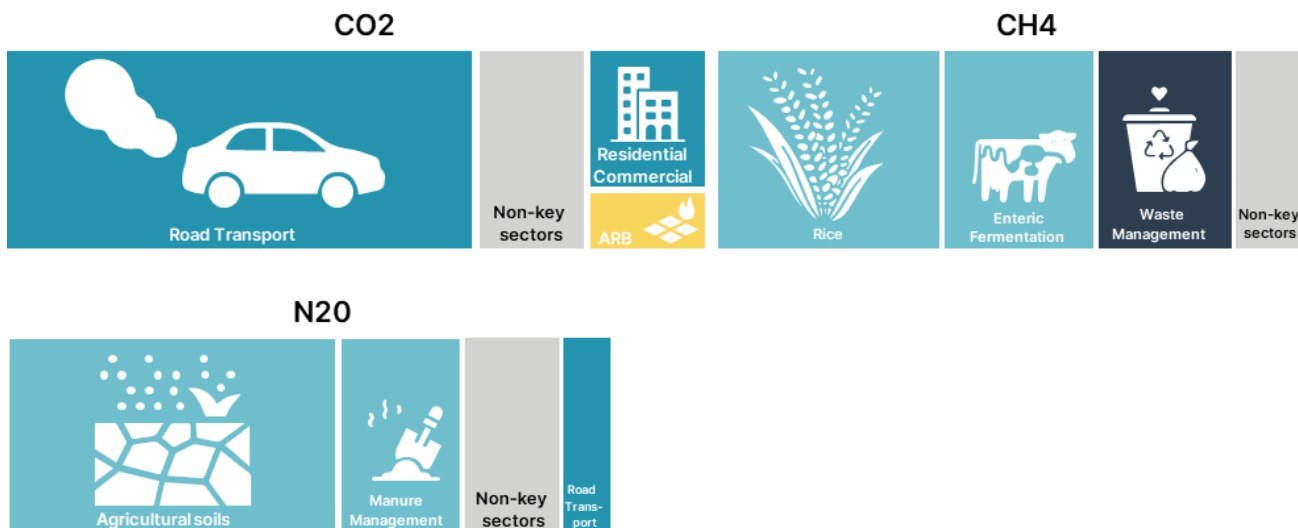 CO2
Road Transport
Non-key
sectors
Residential
Commercial
ARB
CH4
Rice
Enteric
Fermentation
Waste
Management
Non-key
sectors
N20
Agricultural soils
Manure
Management
Non-key
sectors
Road
Trans-
port